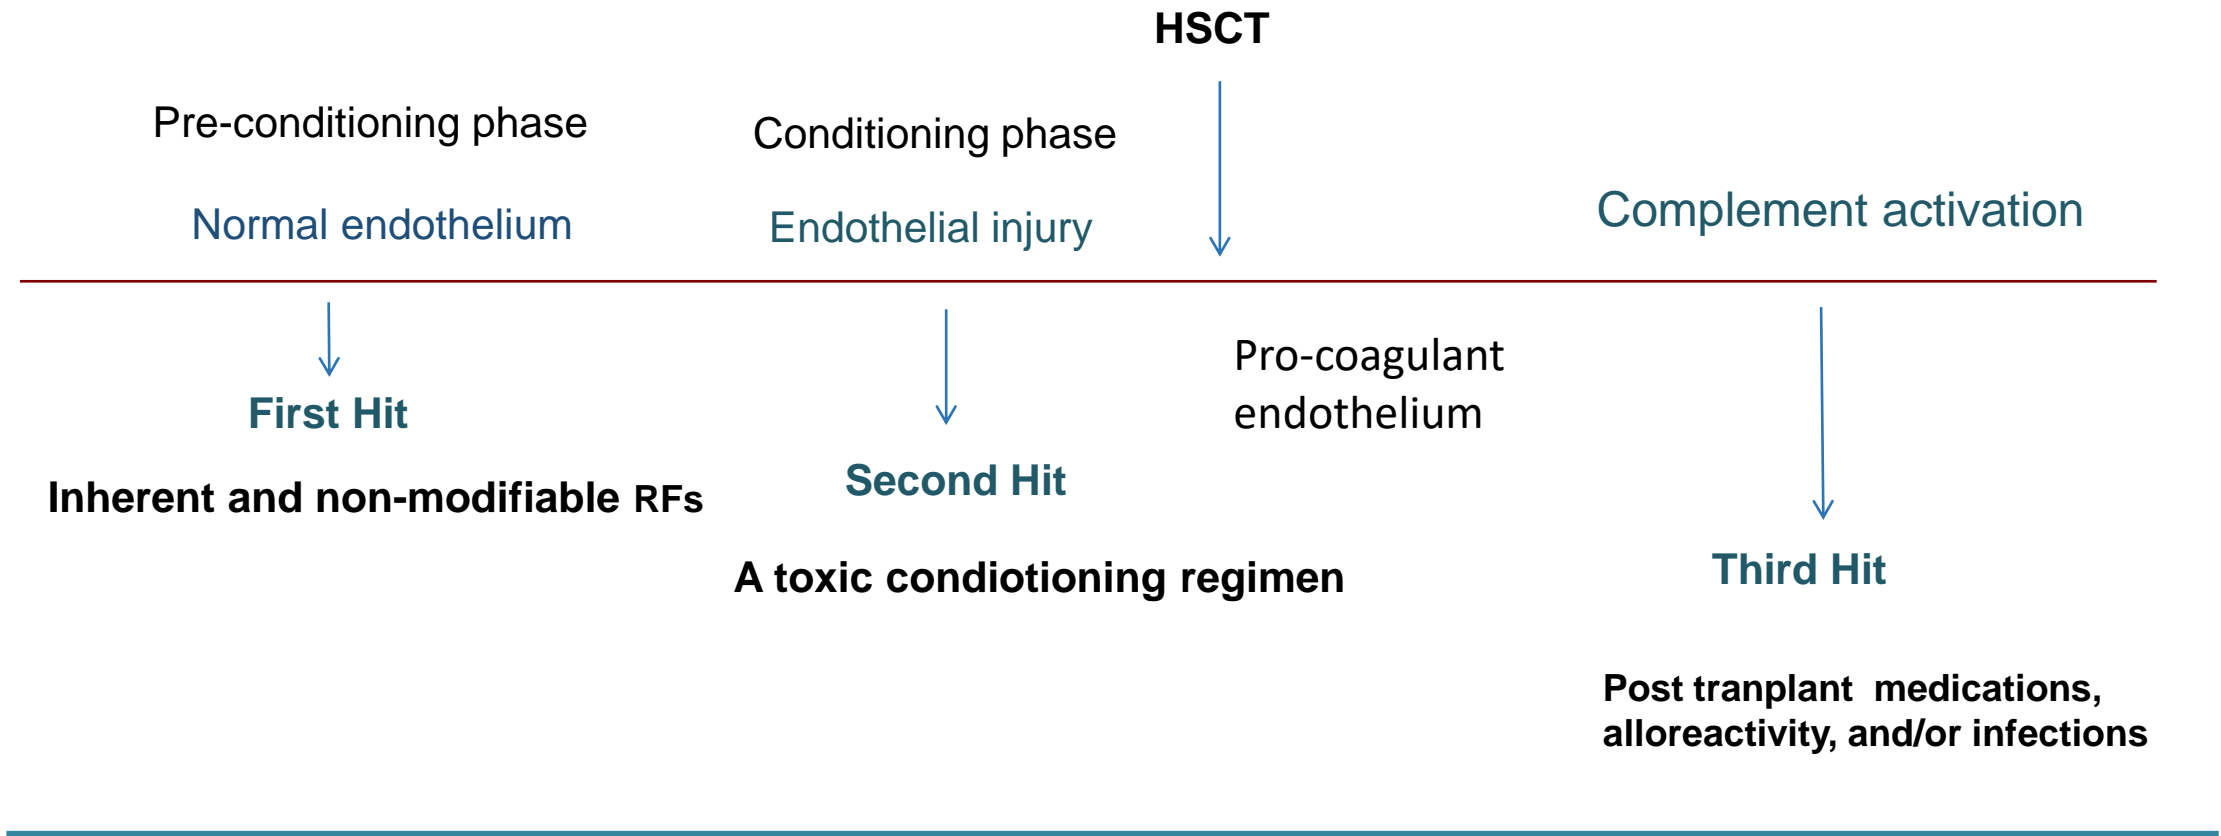 HSCT
Pre-conditioning phase
Conditioning phase
Normal endothelium
Endothelial injury
Complement activation
Pro-coagulant
endothelium
First Hit
Second Hit
Inherent and non-modifiable RFs
A toxic condiotioning regimen
Third Hit
Post tranplant  medications,
alloreactivity, and/or infections